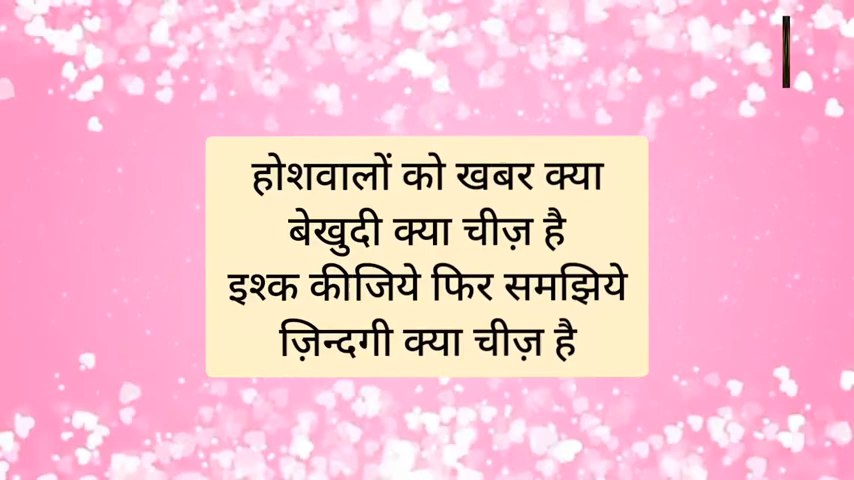 होशवालों को खबर क्या
बेखुदी क्या चीज़ है
इश्क कीजिये फिर समझिये
ज़िन्दगी क्या चीज़ है